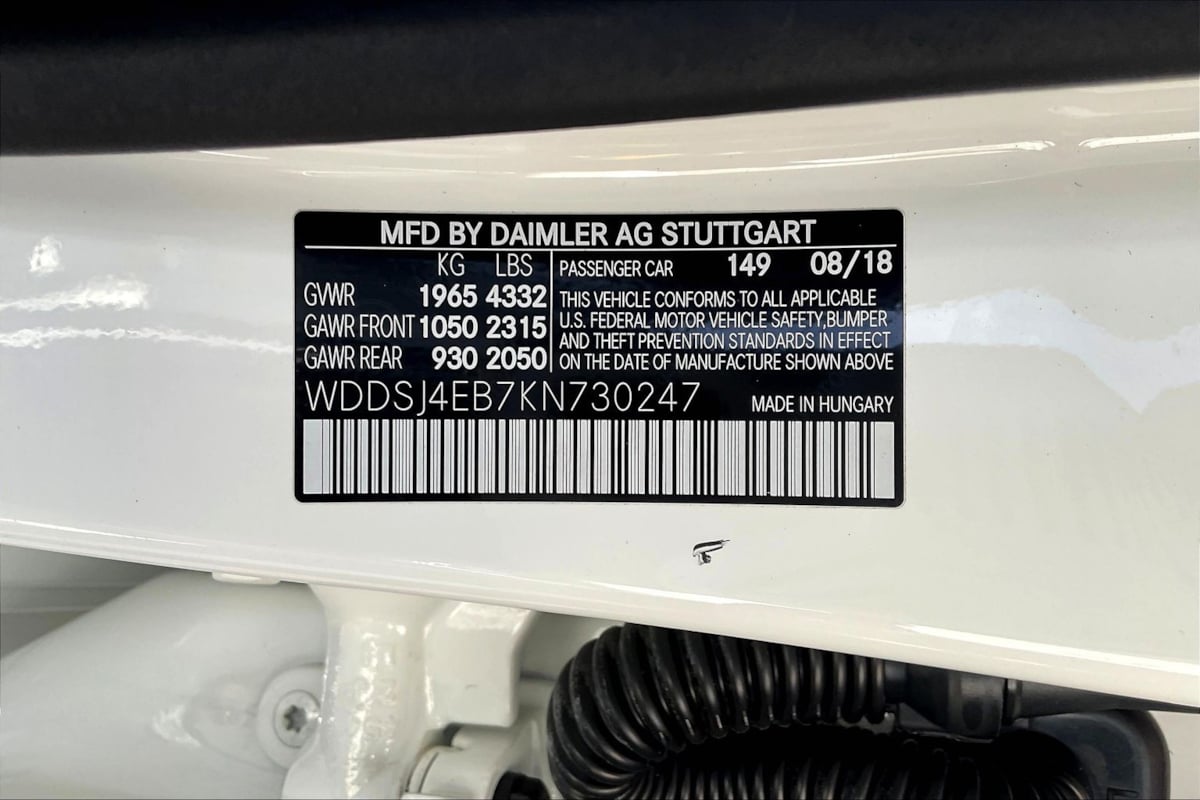 MFD BY DAIMLER AG STUTTGART
KG LBS
GVWR 1965 4332
GAWR FRONT 1050 2315
GAWR REAR 930 2050
PASSENGER CAR 149 08/18
THIS VEHICLE CONFORMS TO ALL APPLICABLE
U.S. FEDERAL MOTOR VEHICLE SAFETY, BUMPER
AND THEFT PREVENTION STANDARDS IN EFFECT
ON THE DATE OF MANUFACTURE SHOWN ABOVE
WDDSJ4EB7KN730247 MADE IN HUNGARY